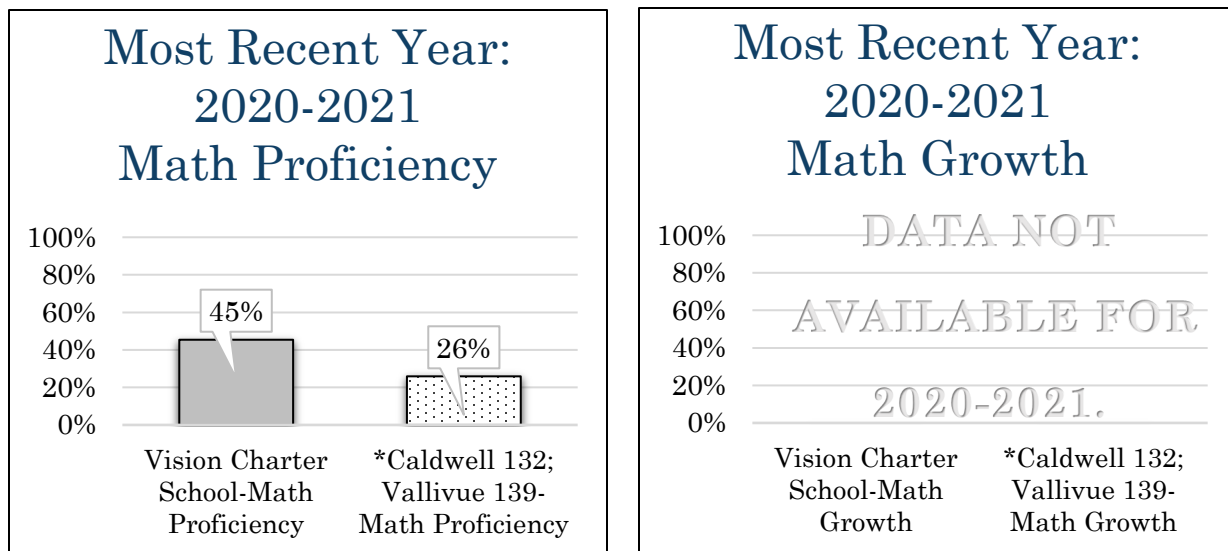 Most Recent Year:
2020-2021
Math Proficiency
100%
80%
60%
40%
20%
0%
45%
26%
Vision Charter
School-Math
Proficiency
*Caldwell 132;
Vallivue 139-
Math Proficiency
Most Recent Year:
2020-2021
Math Growth
100%
80%
60%
40%
20%
0%
DATA NOT
AVAILABLE FOR
2020-2021.
Vision Charter
School-Math
Growth
*Caldwell 132;
Vallivue 139-
Math Growth